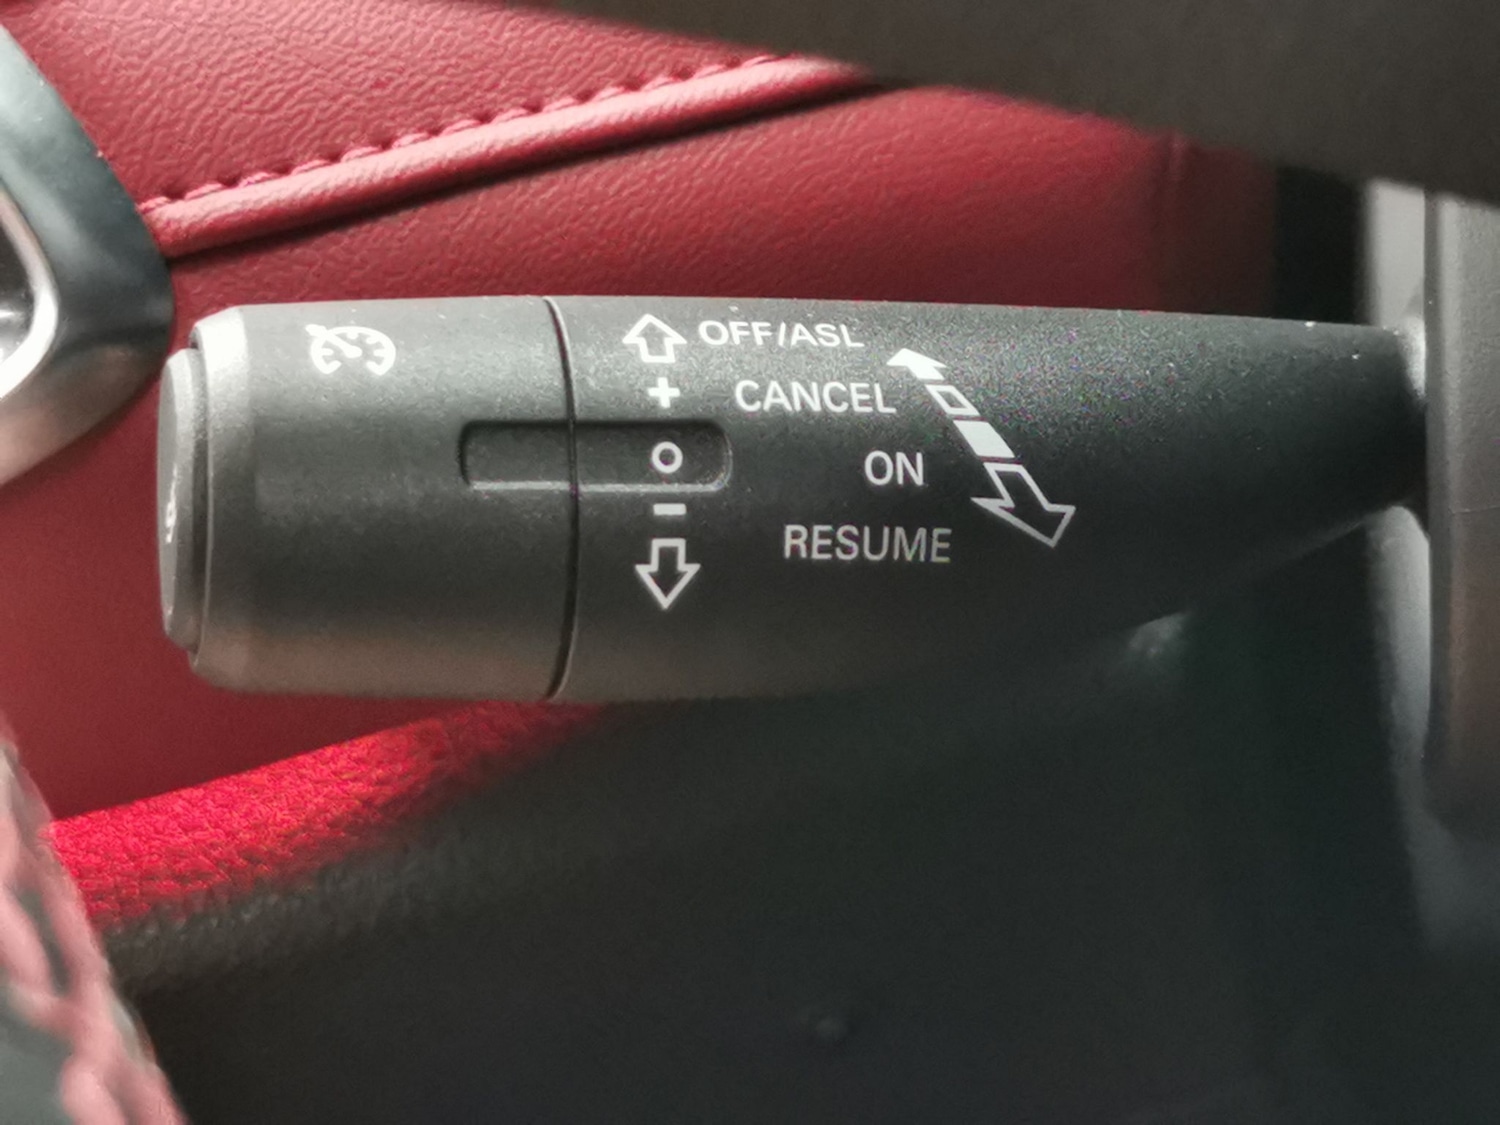 OFF/ASL
+ CANCEL
O ON
- RESUME